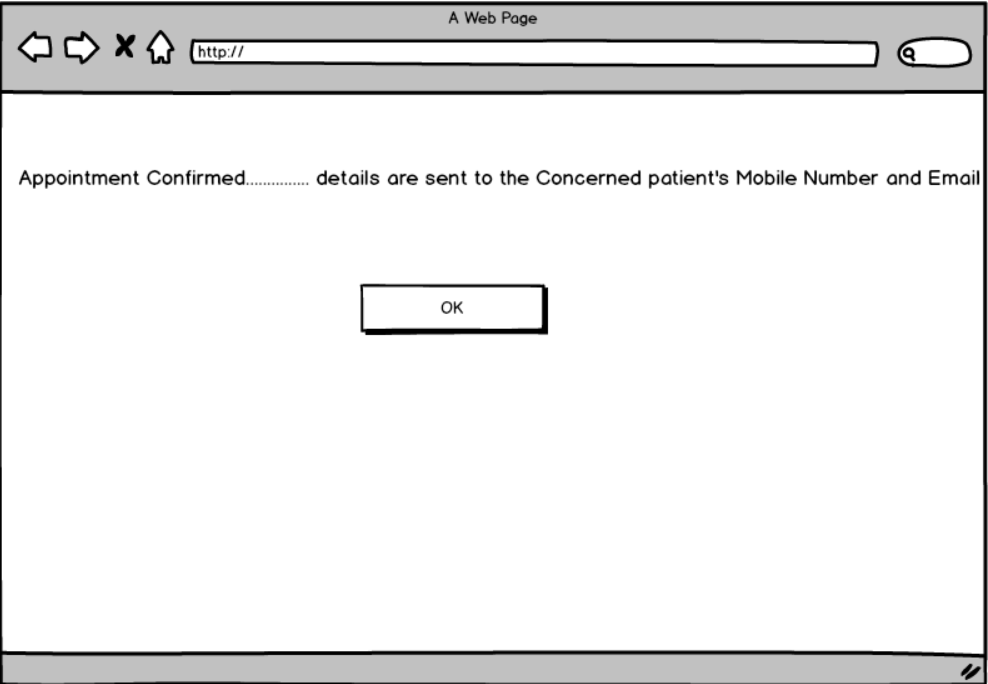 A Web Page
http://
Appointment Confirmed.............. details are sent to the Concerned patient's Mobile Number and Email
OK